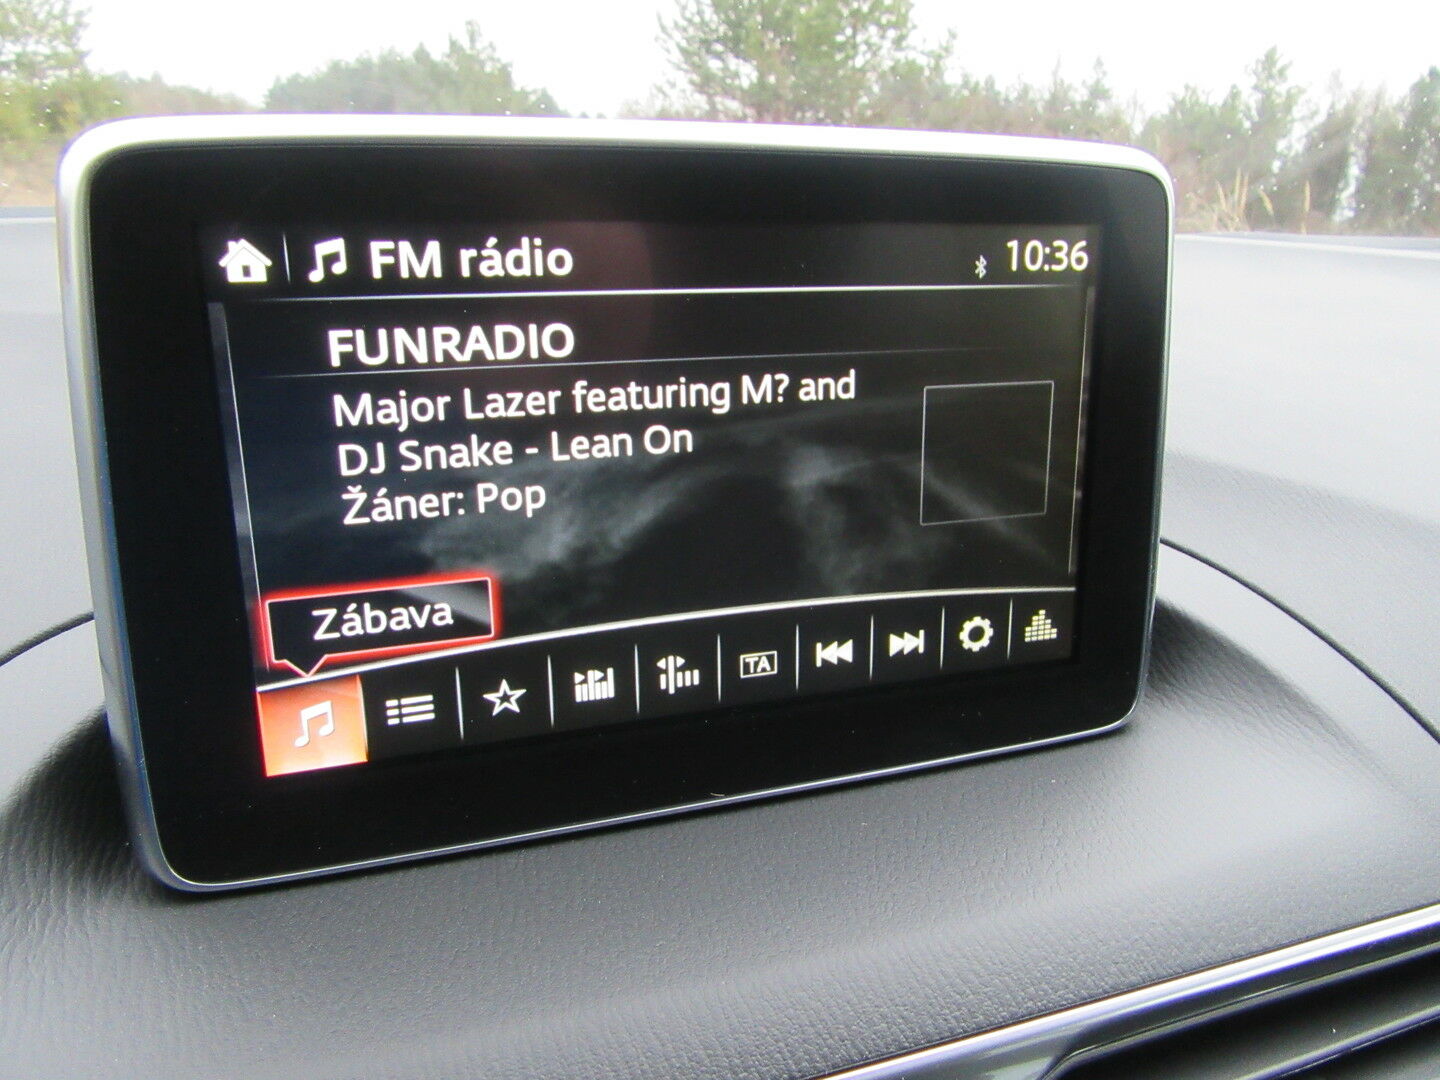 FM rádio
10:36
FUNRADIO
Major Lazer featuring M? and
DJ Snake - Lean On
Žáner: Pop
Zábava
TA